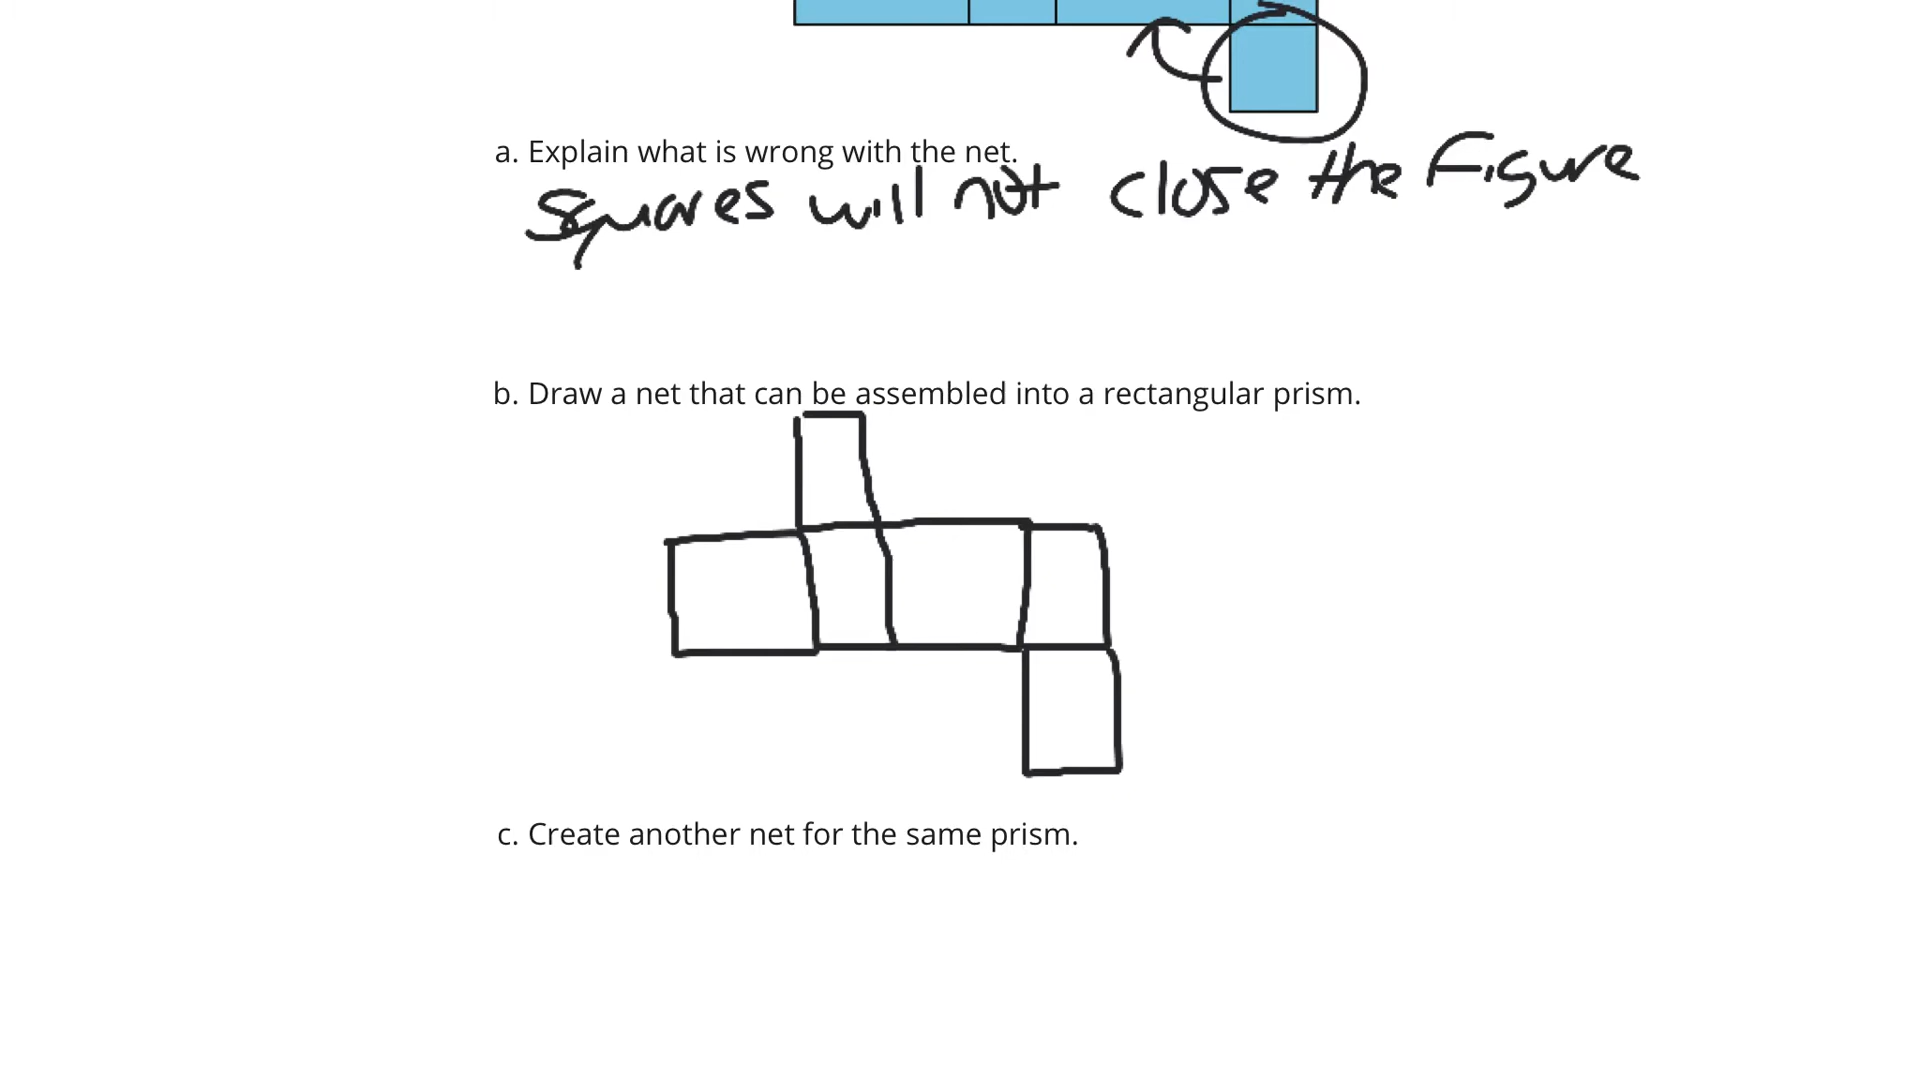 a. Explain what is wrong with the net.
Squares will not close the Figure
b. Draw a net that can be assembled into a rectangular prism.
c. Create another net for the same prism.